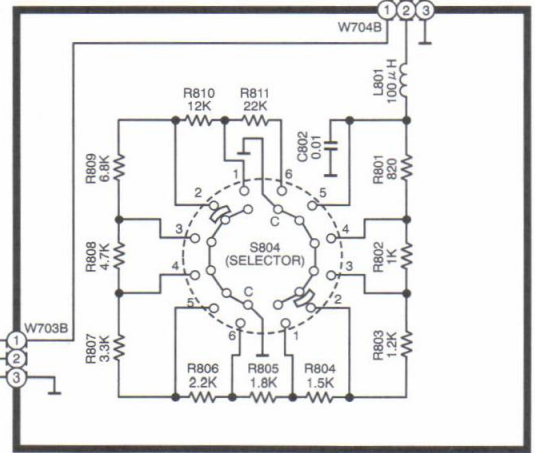 1 2 3
W704B
L801
100μH
R810 R811
12K 22K
C802
0.01
R801
820
R809
6.8K
1 6
2 5
C
3 4
S804
(SELECTOR)
R808
4.7K
R802
1K
4 3
C
5 2
6 1
W703B
1
2
3
R807
3.3K
R803
1.2K
R806 R805 R804
2.2K 1.8K 1.5K